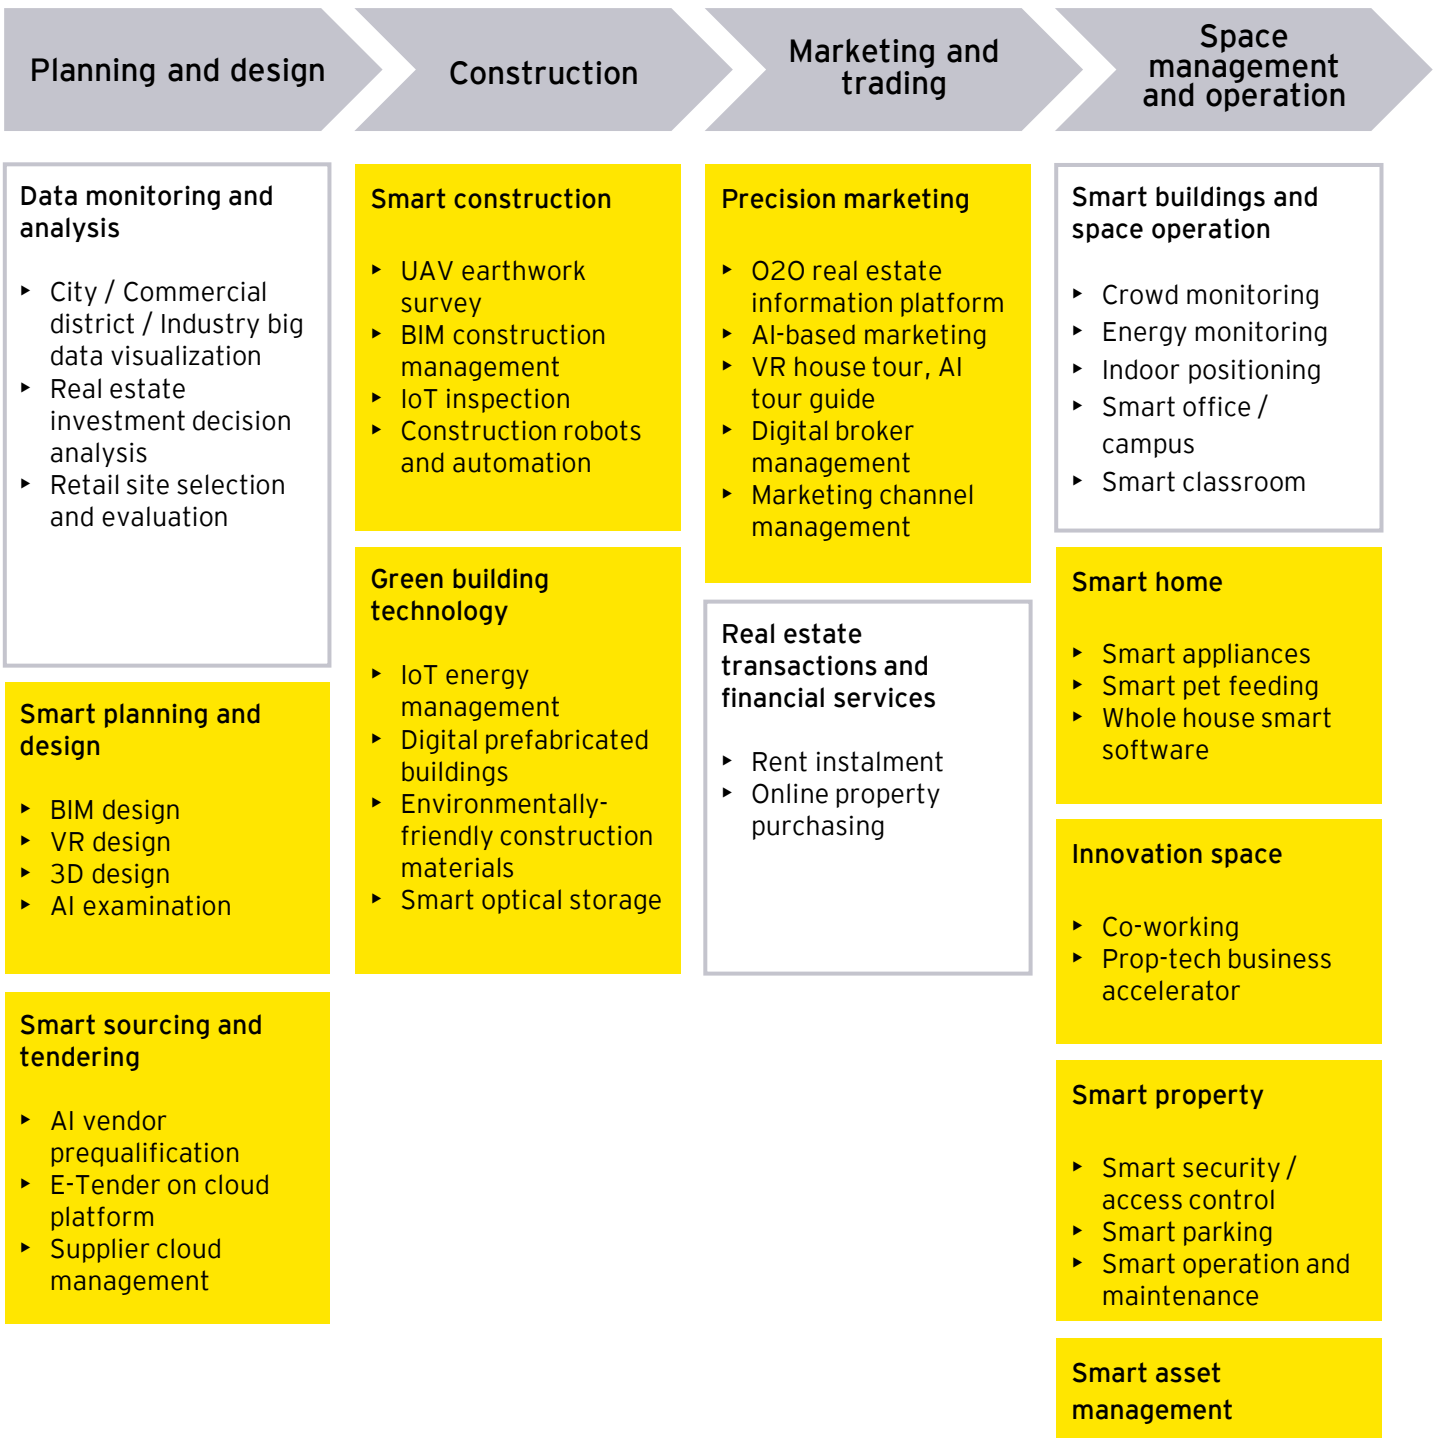 Planning and design
Construction
Marketing and
trading
Space
management
and operation
Data monitoring and
analysis
‣ City / Commercial
district / Industry big
data visualization
‣ Real estate
investment decision
analysis
‣ Retail site selection
and evaluation
Smart planning and
design
‣ BIM design
‣ VR design
‣ 3D design
‣ AI examination
Smart sourcing and
tendering
‣ AI vendor
prequalification
‣ E-Tender on cloud
platform
‣ Supplier cloud
management
Smart construction
‣ UAV earthwork
survey
‣ BIM construction
management
‣ IoT inspection
‣ Construction robots
and automation
Green building
technology
‣ IoT energy
management
‣ Digital prefabricated
buildings
‣ Environmentally-
friendly construction
materials
‣ Smart optical storage
Precision marketing
‣ O2O real estate
information platform
‣ AI-based marketing
‣ VR house tour, AI
tour guide
‣ Digital broker
management
‣ Marketing channel
management
Real estate
transactions and
financial services
‣ Rent instalment
‣ Online property
purchasing
Smart buildings and
space operation
‣ Crowd monitoring
‣ Energy monitoring
‣ Indoor positioning
‣ Smart office /
campus
‣ Smart classroom
Smart home
‣ Smart appliances
‣ Smart pet feeding
‣ Whole house smart
software
Innovation space
‣ Co-working
‣ Prop-tech business
accelerator
Smart property
‣ Smart security /
access control
‣ Smart parking
‣ Smart operation and
maintenance
Smart asset
management